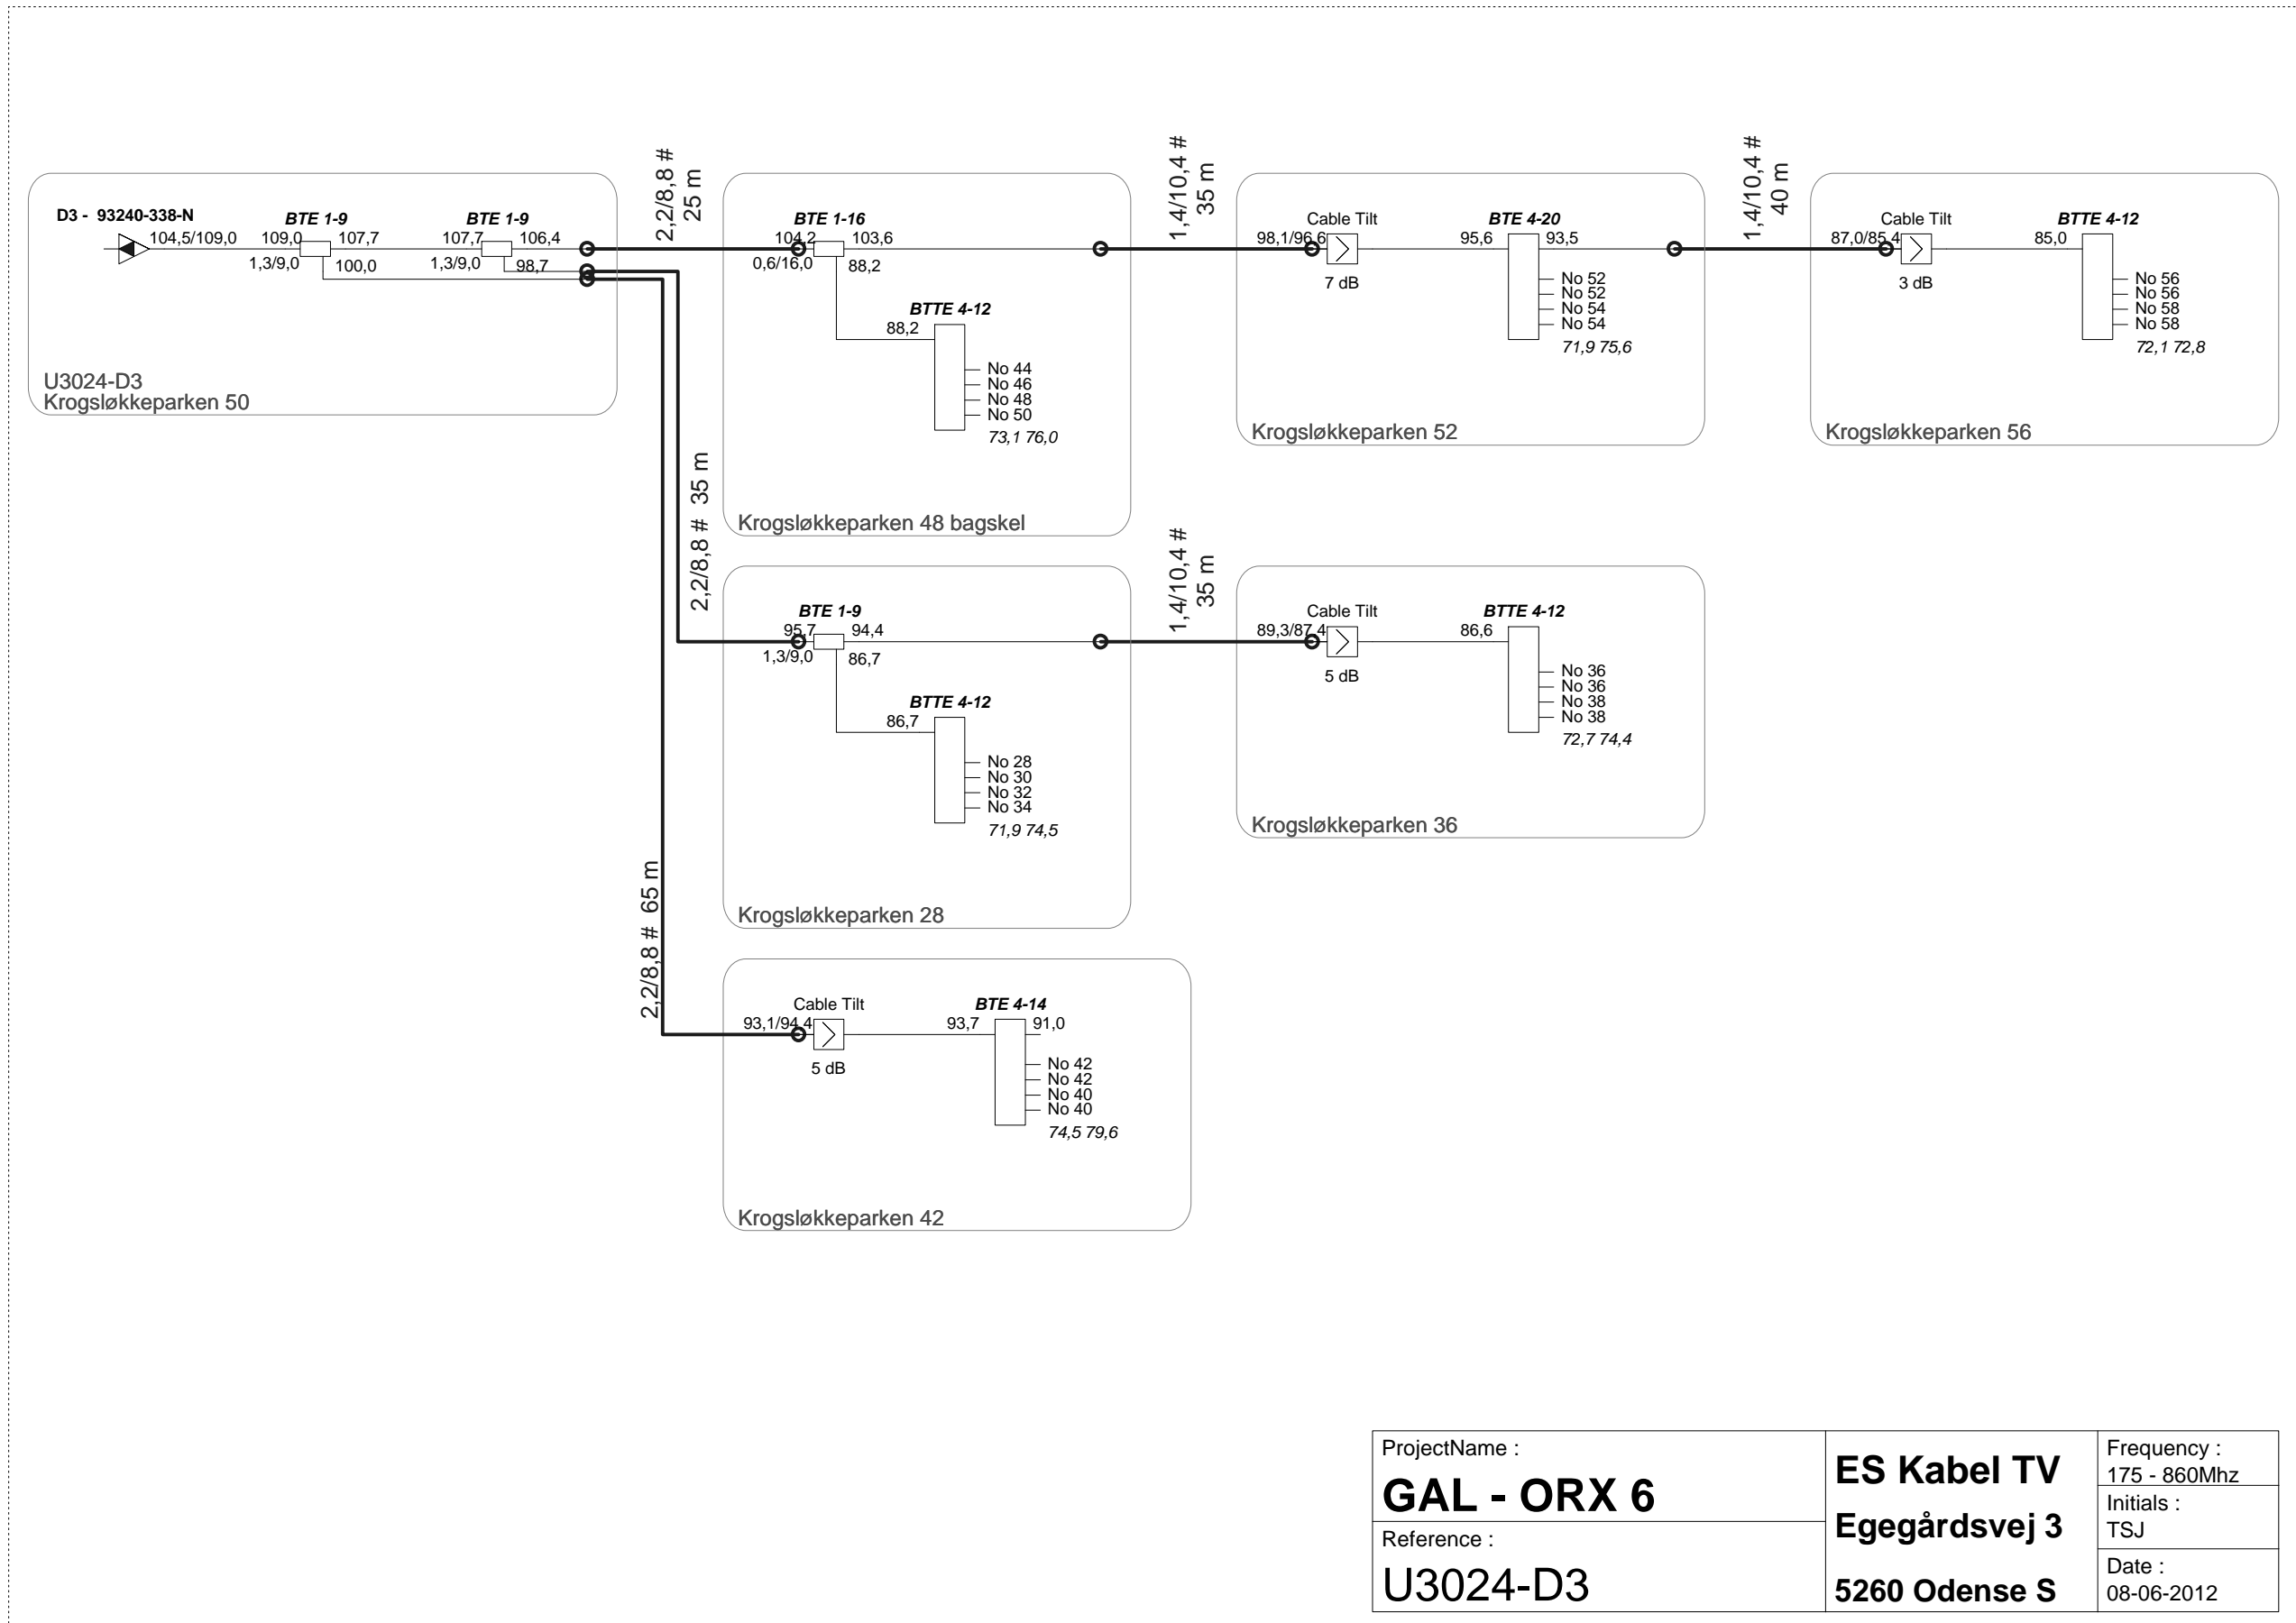 D3 - 93240-338-N
104,5/109,0
BTE 1-9
109,0
107,7
1,3/9,0
100,0
BTE 1-9
107,7
106,4
1,3/9,0
98,7
U3024-D3
Krogsløkkeparken 50
2,2/8,8 #
25 m
BTE 1-16
104,2
103,6
0,6/16,0
88,2
BTTE 4-12
88,2
No 44
No 46
No 48
No 50
73,1 76,0
Krogsløkkeparken 48 bagskel
1,4/10,4 #
35 m
Cable Tilt
98,1/96,6
7 dB
BTE 4-20
95,6
93,5
No 52
No 52
No 54
No 54
71,9 75,6
Krogsløkkeparken 52
1,4/10,4 #
40 m
Cable Tilt
87,0/85,4
3 dB
BTTE 4-12
85,0
No 56
No 56
No 58
No 58
72,1 72,8
Krogsløkkeparken 56
2,2/8,8 # 35 m
BTE 1-9
95,7
94,4
1,3/9,0
86,7
BTTE 4-12
86,7
No 28
No 30
No 32
No 34
71,9 74,5
Krogsløkkeparken 28
1,4/10,4 #
35 m
Cable Tilt
89,3/87,4
5 dB
BTTE 4-12
86,6
No 36
No 36
No 38
No 38
72,7 74,4
Krogsløkkeparken 36
2,2/8,8 # 65 m
Cable Tilt
93,1/94,4
5 dB
BTE 4-14
93,7
91,0
No 42
No 42
No 40
No 40
74,5 79,6
Krogsløkkeparken 42
ProjectName :
GAL - ORX 6
Reference :
U3024-D3
ES Kabel TV
Egegårdsvej 3
5260 Odense S
Frequency :
175 - 860Mhz
Initials :
TSJ
Date :
08-06-2012